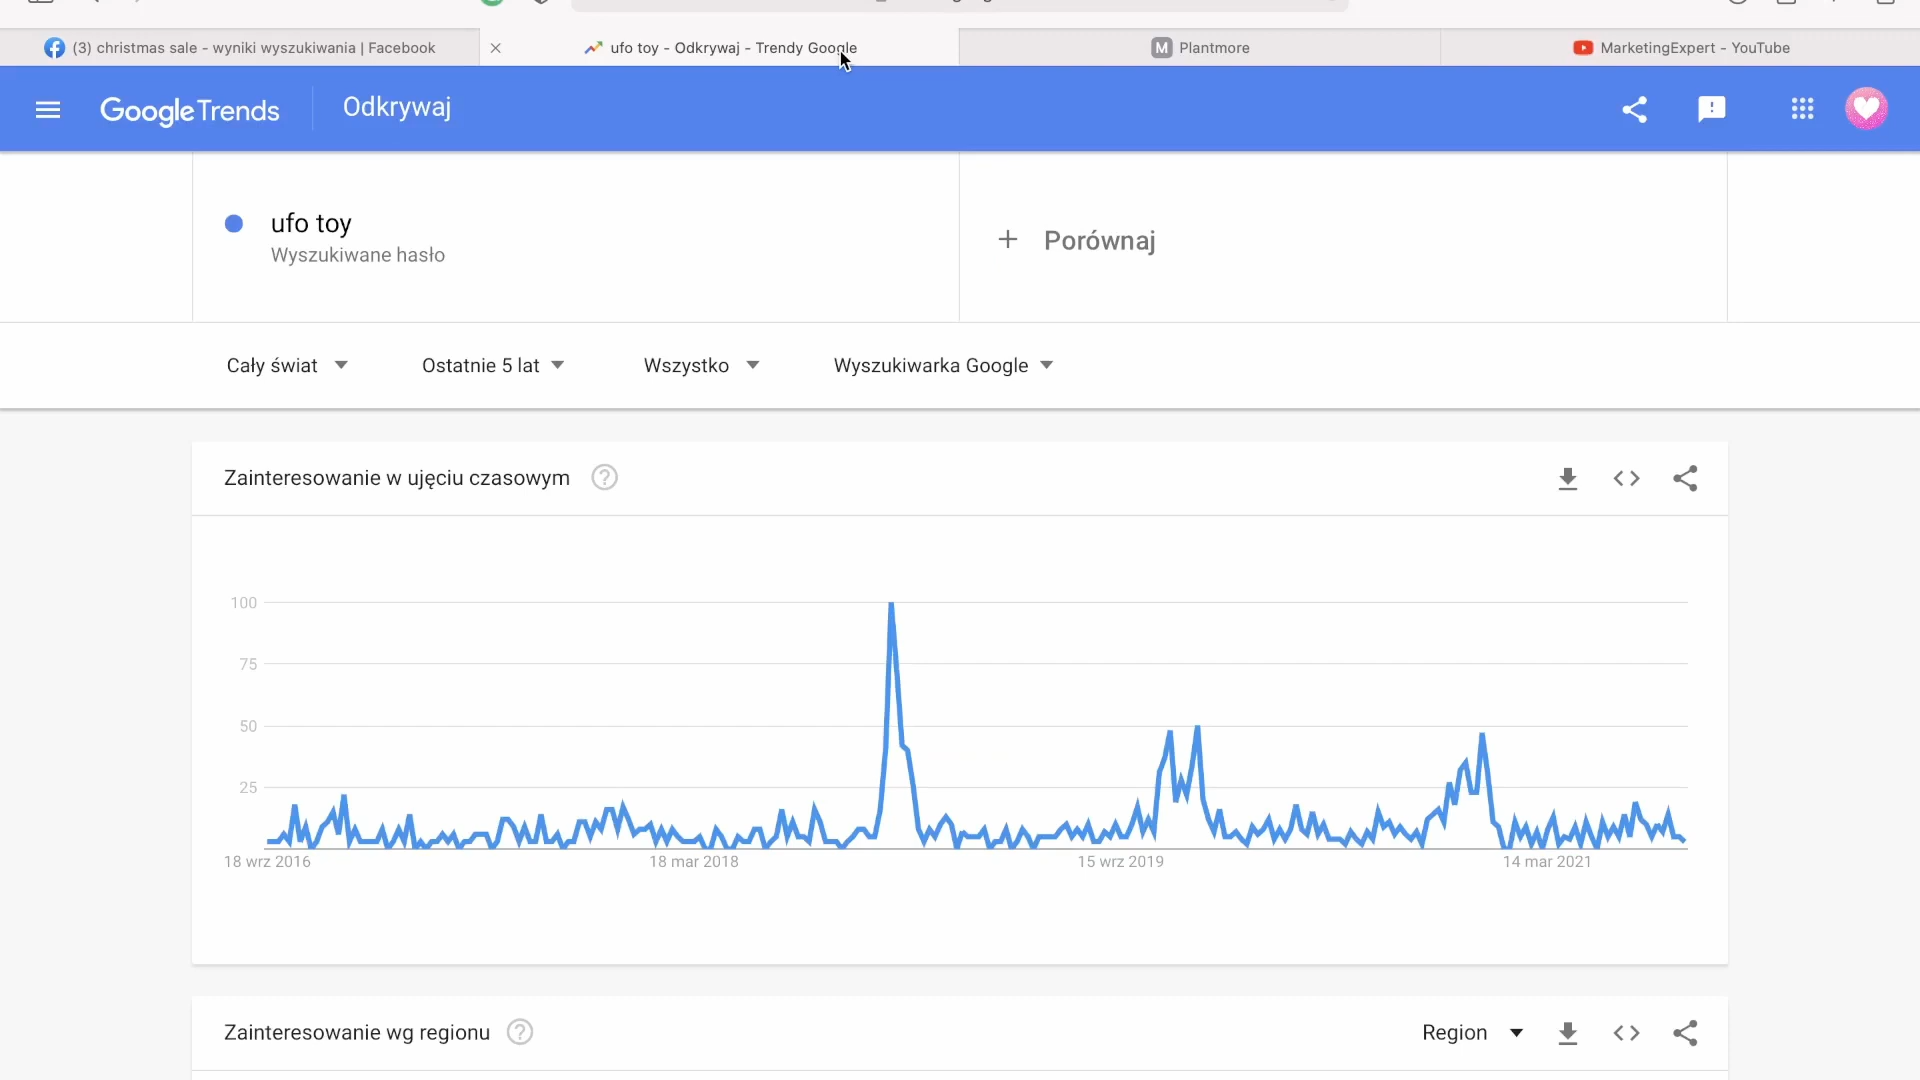 (3) christmas sale - wyniki wyszukiwania | Facebook
ufo toy - Odkrywaj - Trendy Google
M Plantmore
MarketingExpert - YouTube
Google Trends
Odkrywaj
ufo toy
Wyszukiwane hasło
+ Porównaj
Cały świat
Ostatnie 5 lat
Wszystko
Wyszukiwarka Google
Zainteresowanie w ujęciu czasowym
100
75
50
25
18 wrz 2016
18 mar 2018
15 wrz 2019
14 mar 2021
Zainteresowanie wg regionu
Region